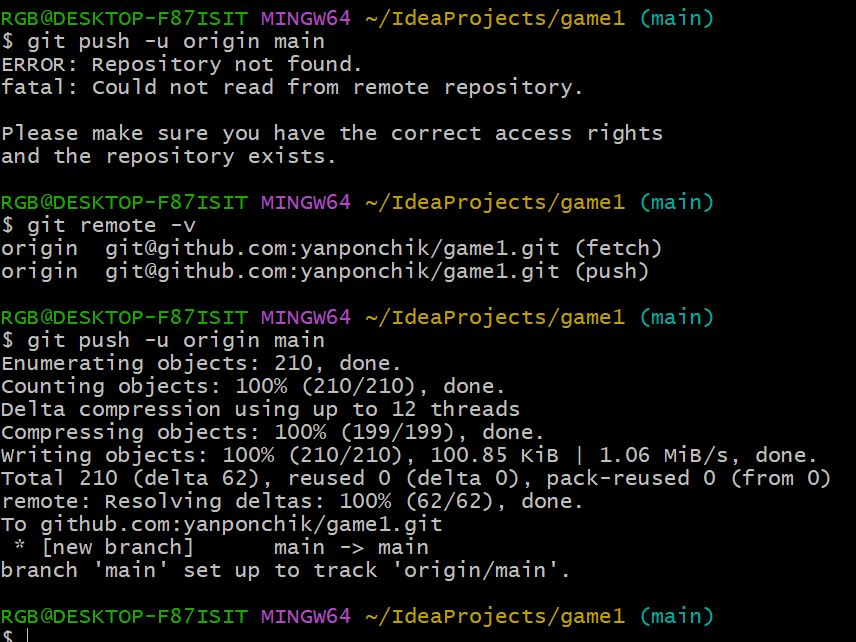 RGB@DESKTOP-F87ISIT MINGW64 ~/IdeaProjects/game1 (main)
$ git push -u origin main
ERROR: Repository not found.
fatal: Could not read from remote repository.

Please make sure you have the correct access rights
and the repository exists.

RGB@DESKTOP-F87ISIT MINGW64 ~/IdeaProjects/game1 (main)
$ git remote -v
origin  git@github.com:yanponchik/game1.git (fetch)
origin  git@github.com:yanponchik/game1.git (push)

RGB@DESKTOP-F87ISIT MINGW64 ~/IdeaProjects/game1 (main)
$ git push -u origin main
Enumerating objects: 210, done.
Counting objects: 100% (210/210), done.
Delta compression using up to 12 threads
Compressing objects: 100% (199/199), done.
Writing objects: 100% (210/210), 100.85 KiB | 1.06 MiB/s, done.
Total 210 (delta 62), reused 0 (delta 0), pack-reused 0 (from 0)
remote: Resolving deltas: 100% (62/62), done.
To github.com:yanponchik/game1.git
 * [new branch]      main -> main
branch 'main' set up to track 'origin/main'.

RGB@DESKTOP-F87ISIT MINGW64 ~/IdeaProjects/game1 (main)
$